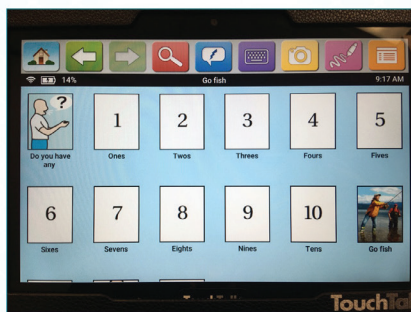 14% Go fish 9:17 AM
?
1 2 3 4 5
Do you have any Ones Twos Threes Fours Fives
6 7 8 9 10
Sixes Sevens Eights Nines Tens Go fish